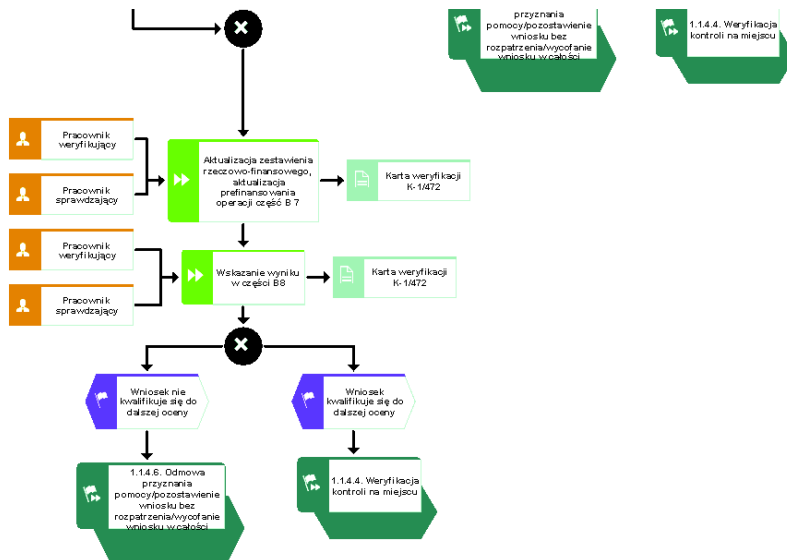 przyznania
pomocy/pozostawienie
wniosku bez
rozpatrzenia/wycofanie
wniosku w całości
1.1.4.4. Weryfikacja
kontroli na miejscu
Pracownik
weryfikujący
Pracownik
sprawdzający
Aktualizacja zestawienia
rzeczowo-finansowego,
aktualizacja
prefinansowania
operacji część B 7
Karta weryfikacji
K-1/472
Pracownik
weryfikujący
Pracownik
sprawdzający
Wskazanie wyniku
w części B8
Karta weryfikacji
K-1/472
Wniosek nie
kwalifikuje się do
dalszej oceny
Wniosek
kwalifikuje się do
dalszej oceny
1.1.4.6. Odmowa
przyznania
pomocy/pozostawienie
wniosku bez
rozpatrzenia/wycofanie
wniosku w całości
1.1.4.4. Weryfikacja
kontroli na miejscu